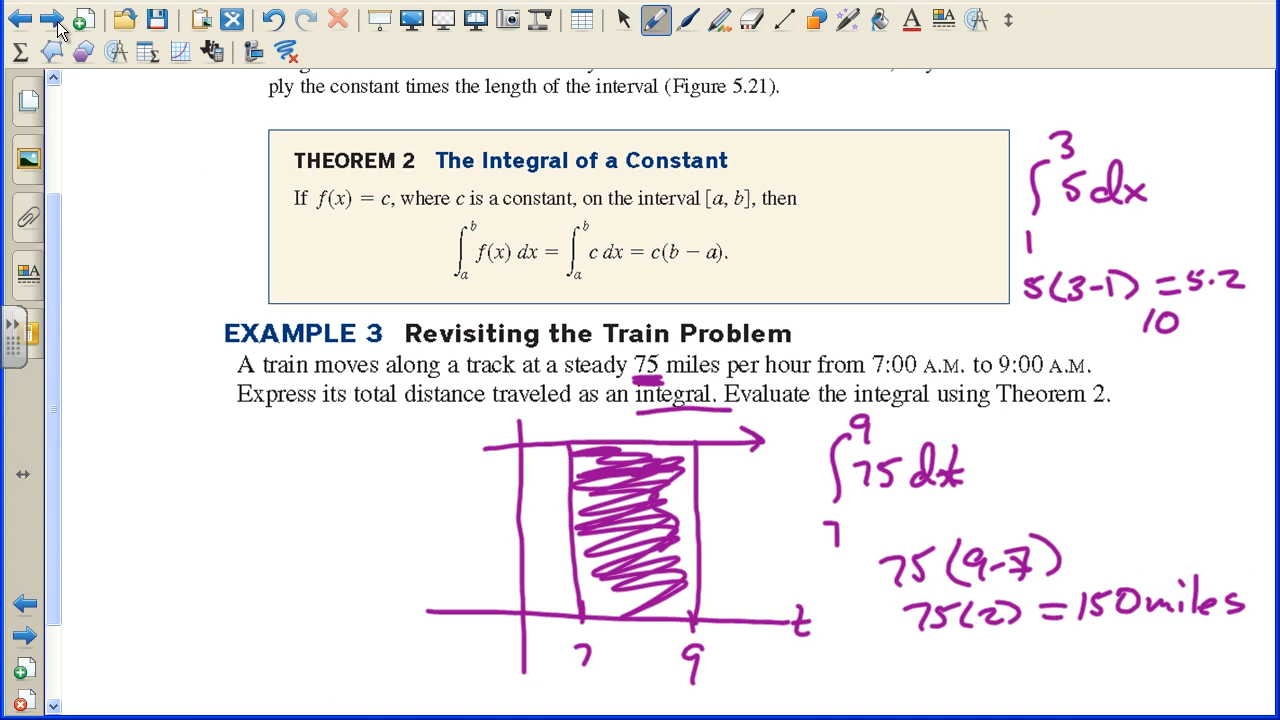 ply the constant times the length of the interval (Figure 5.21).
THEOREM 2 The Integral of a Constant
If f(x) = c, where c is a constant, on the interval [a, b], then
∫_a^b f(x) dx = ∫_a^b c dx = c(b − a).
∫_1^3 5 dx
5(3-1) = 5·2
10
EXAMPLE 3 Revisiting the Train Problem
A train moves along a track at a steady 75 miles per hour from 7:00 A.M. to 9:00 A.M.
Express its total distance traveled as an integral. Evaluate the integral using Theorem 2.
∫_7^9 75 dt
75(9-7)
75(2) = 150 miles
t
7 9